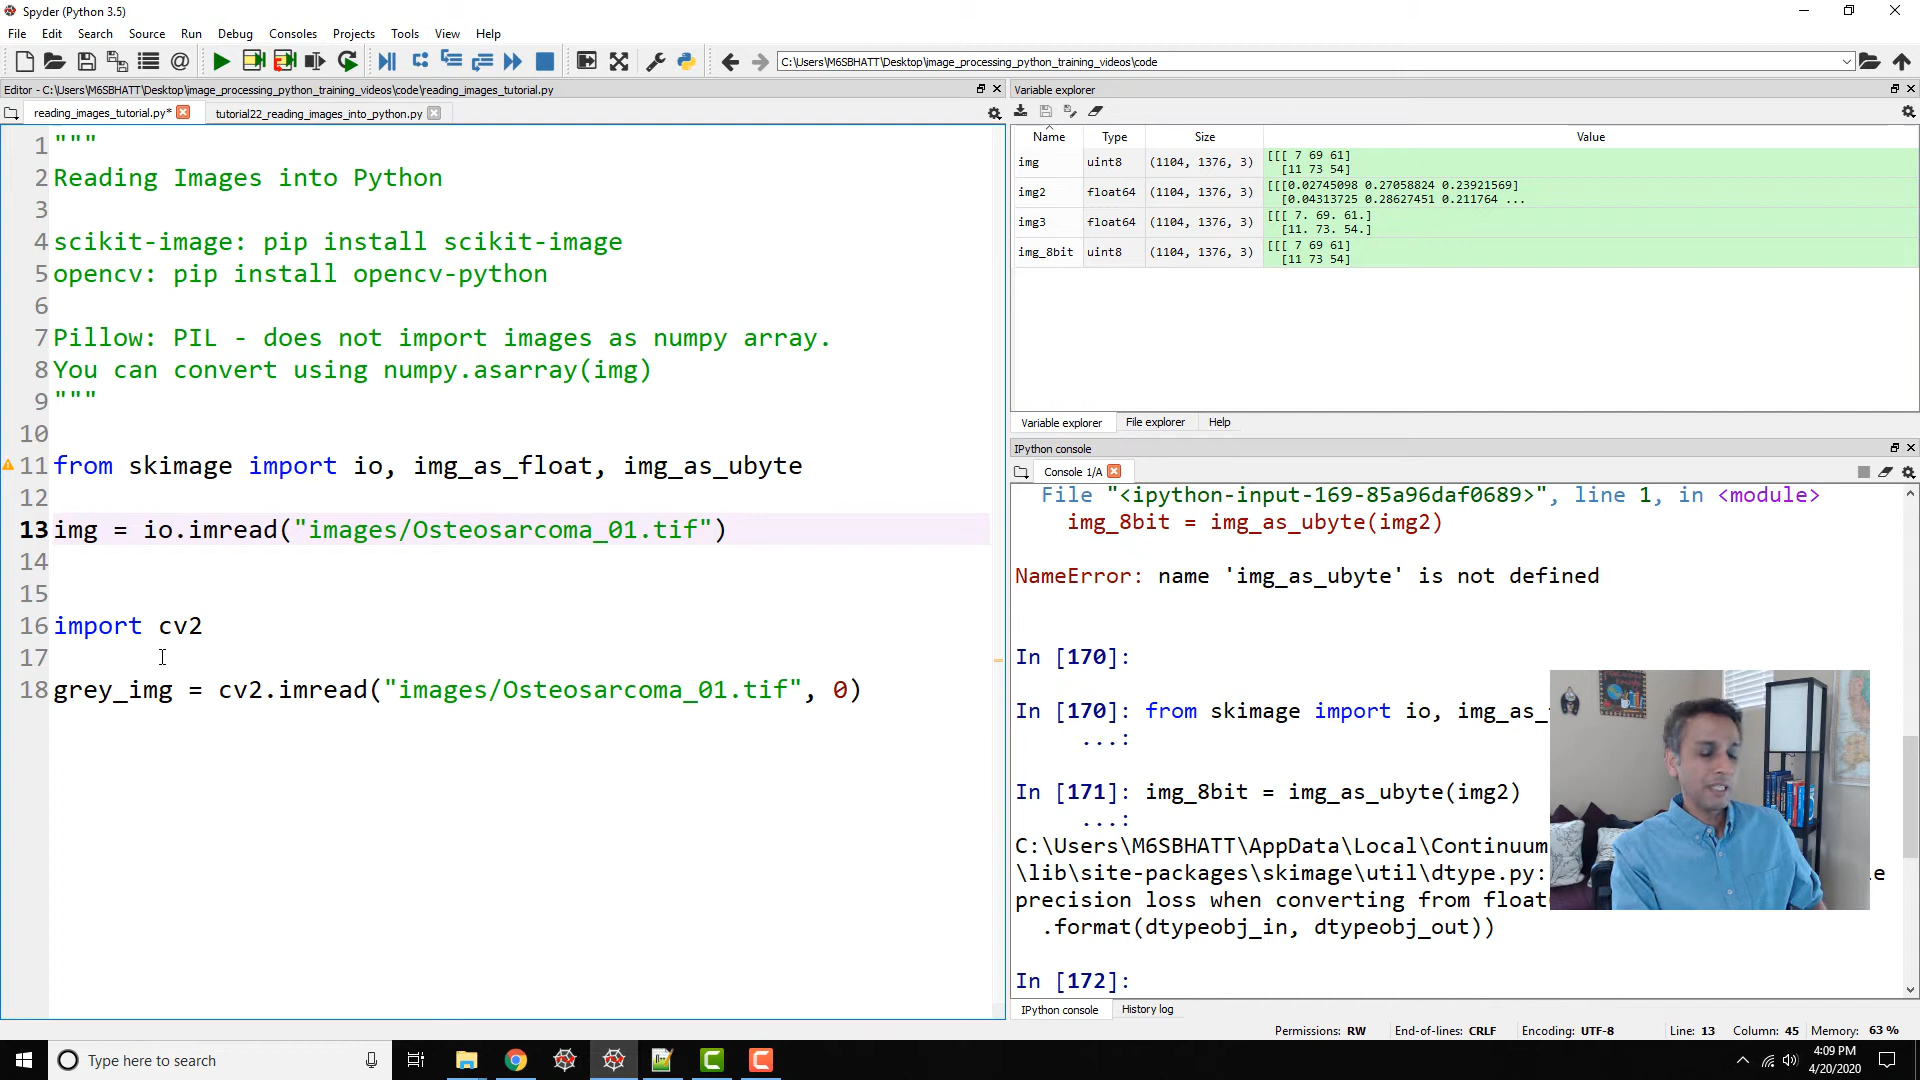 Spyder (Python 3.5)
File Edit Search Source Run Debug Consoles Projects Tools View Help
C:\Users\M6SBHATT\Desktop\image_processing_python_training_videos\code
Editor - C:\Users\M6SBHATT\Desktop\image_processing_python_training_videos\code\reading_images_tutorial.py
reading_images_tutorial.py* tutorial22_reading_images_into_python.py
1 """
2 Reading Images into Python
3
4 scikit-image: pip install scikit-image
5 opencv: pip install opencv-python
6
7 Pillow: PIL - does not import images as numpy array.
8 You can convert using numpy.asarray(img)
9 """
10
11 from skimage import io, img_as_float, img_as_ubyte
12
13 img = io.imread("images/Osteosarcoma_01.tif")
14
15
16 import cv2
17
18 grey_img = cv2.imread("images/Osteosarcoma_01.tif", 0)
Variable explorer
Name Type Size Value
img uint8 (1104, 1376, 3) [[[ 7 69 61]
[11 73 54]
img2 float64 (1104, 1376, 3) [[[0.02745098 0.27058824 0.23921569]
[0.04313725 0.28627451 0.211764 ...
img3 float64 (1104, 1376, 3) [[[ 7. 69. 61.]
[11. 73. 54.]
img_8bit uint8 (1104, 1376, 3) [[[ 7 69 61]
[11 73 54]
Variable explorer File explorer Help
IPython console
Console 1/A
File "<ipython-input-169-85a96daf0689>", line 1, in <module>
img_8bit = img_as_ubyte(img2)
NameError: name 'img_as_ubyte' is not defined
In [170]:
In [170]: from skimage import io, img_as_
...:
In [171]: img_8bit = img_as_ubyte(img2)
...:
C:\Users\M6SBHATT\AppData\Local\Continuum
\lib\site-packages\skimage\util\dtype.py:
precision loss when converting from float
.format(dtypeobj_in, dtypeobj_out))
In [172]:
IPython console History log
Permissions: RW End-of-lines: CRLF Encoding: UTF-8 Line: 13 Column: 45 Memory: 63 %
Type here to search
4:09 PM
4/20/2020